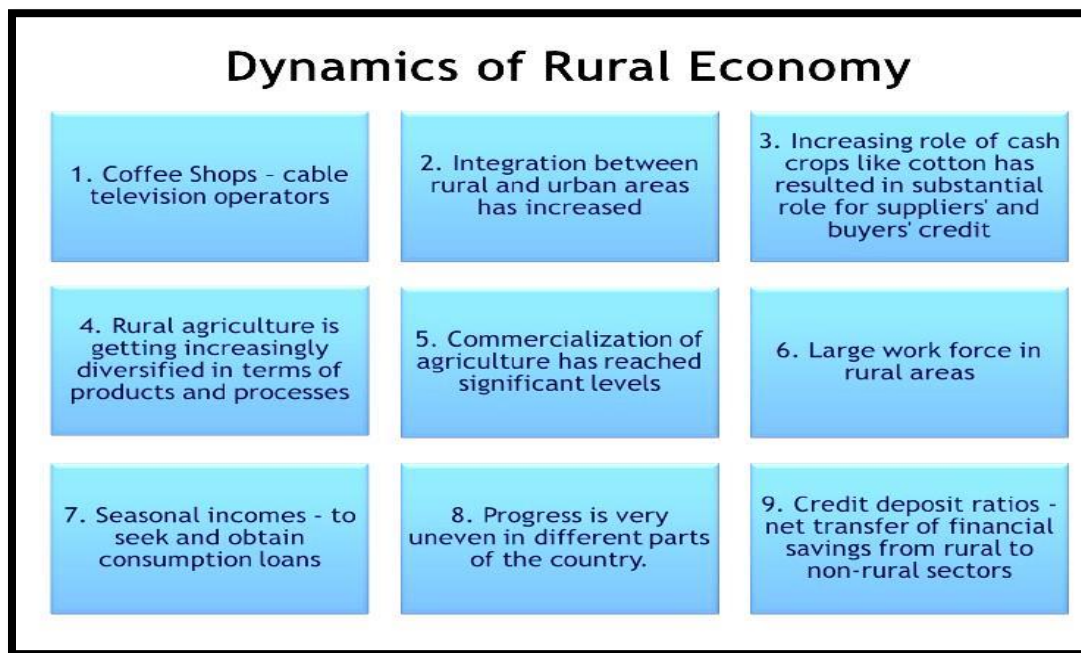 Dynamics of Rural Economy
1. Coffee Shops – cable
television operators
2. Integration between
rural and urban areas
has increased
3. Increasing role of cash
crops like cotton has
resulted in substantial
role for suppliers' and
buyers' credit
4. Rural agriculture is
getting increasingly
diversified in terms of
products and processes
5. Commercialization of
agriculture has reached
significant levels
6. Large work force in
rural areas
7. Seasonal incomes - to
seek and obtain
consumption loans
8. Progress is very
uneven in different parts
of the country.
9. Credit deposit ratios -
net transfer of financial
savings from rural to
non-rural sectors